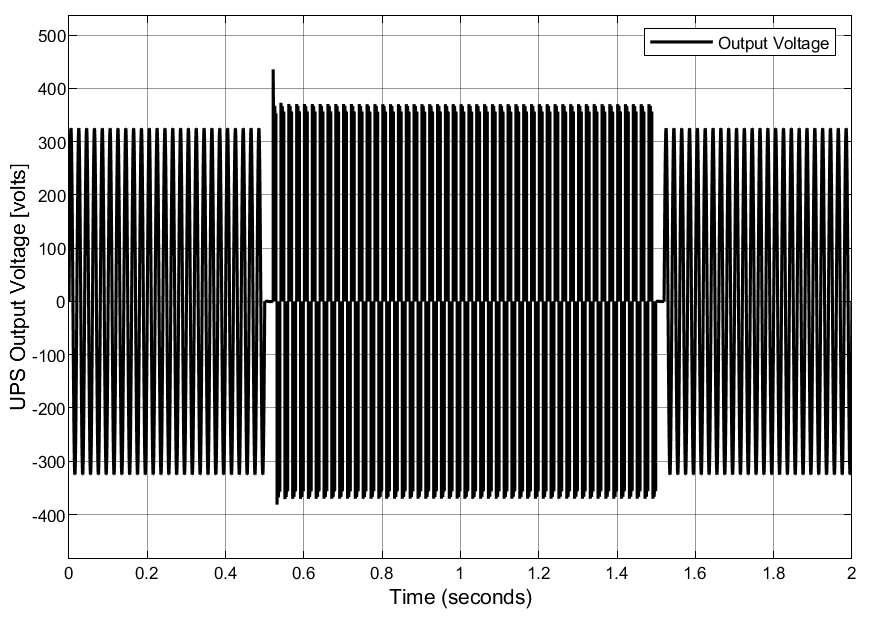 Output Voltage
500
400
300
200
100
0
-100
-200
-300
-400
UPS Output Voltage [volts]
0 0.2 0.4 0.6 0.8 1 1.2 1.4 1.6 1.8 2
Time (seconds)